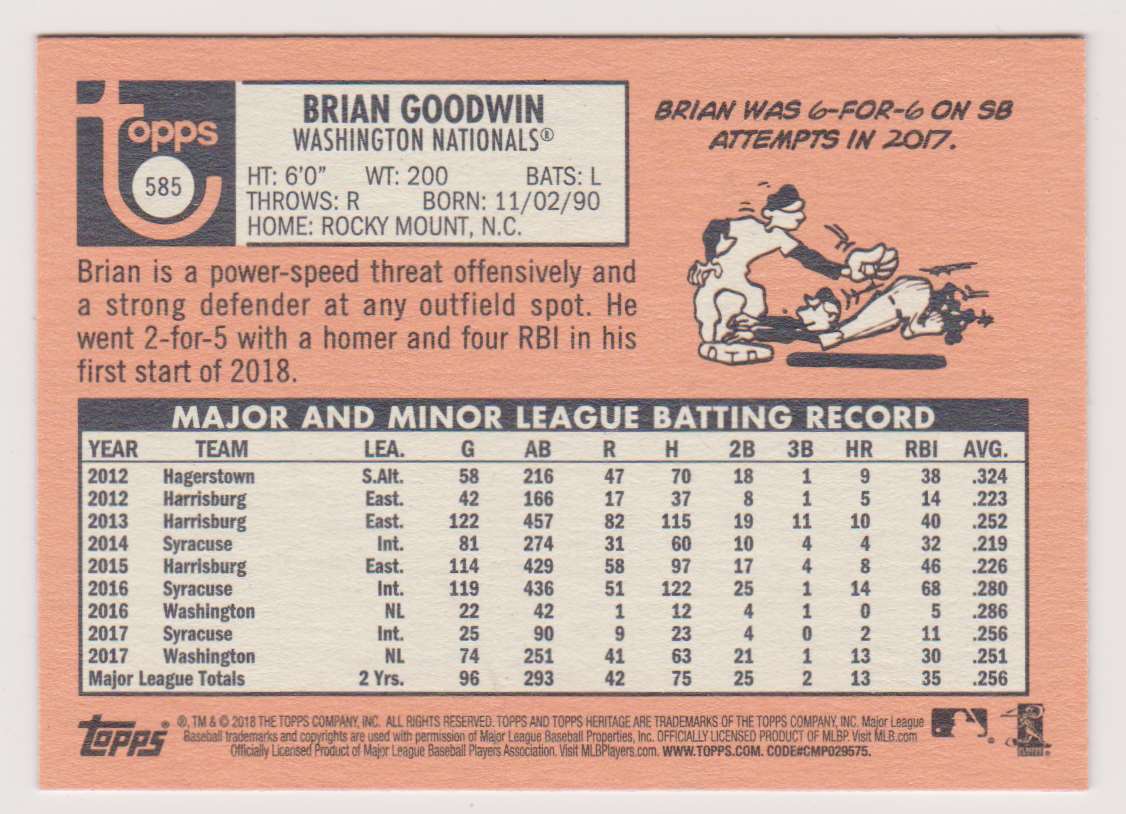 topps
585
BRIAN GOODWIN
WASHINGTON NATIONALS®
HT: 6'0" WT: 200 BATS: L
THROWS: R BORN: 11/02/90
HOME: ROCKY MOUNT, N.C.
BRIAN WAS 6-FOR-6 ON SB
ATTEMPTS IN 2017.
Brian is a power-speed threat offensively and
a strong defender at any outfield spot. He
went 2-for-5 with a homer and four RBI in his
first start of 2018.
MAJOR AND MINOR LEAGUE BATTING RECORD
YEAR TEAM LEA. G AB R H 2B 3B HR RBI AVG.
2012 Hagerstown S.Alt. 58 216 47 70 18 1 9 38 .324
2012 Harrisburg East. 42 166 17 37 8 1 5 14 .223
2013 Harrisburg East. 122 457 82 115 19 11 10 40 .252
2014 Syracuse Int. 81 274 31 60 10 4 4 32 .219
2015 Harrisburg East. 114 429 58 97 17 4 8 46 .226
2016 Syracuse Int. 119 436 51 122 25 1 14 68 .280
2016 Washington NL 22 42 1 12 4 1 0 5 .286
2017 Syracuse Int. 25 90 9 23 4 0 2 11 .256
2017 Washington NL 74 251 41 63 21 1 13 30 .251
Major League Totals 2 Yrs. 96 293 42 75 25 2 13 35 .256
Topps ® ®, TM & © 2018 THE TOPPS COMPANY, INC. ALL RIGHTS RESERVED. TOPPS AND TOPPS HERITAGE ARE TRADEMARKS OF THE TOPPS COMPANY, INC. Major League
Baseball trademarks and copyrights are used with permission of Major League Baseball Properties, Inc. OFFICIALLY LICENSED PRODUCT OF MLBP. Visit MLB.com
Officially Licensed Product of Major League Baseball Players Association. Visit MLBPlayers.com. WWW.TOPPS.COM. CODE#CMP029575.